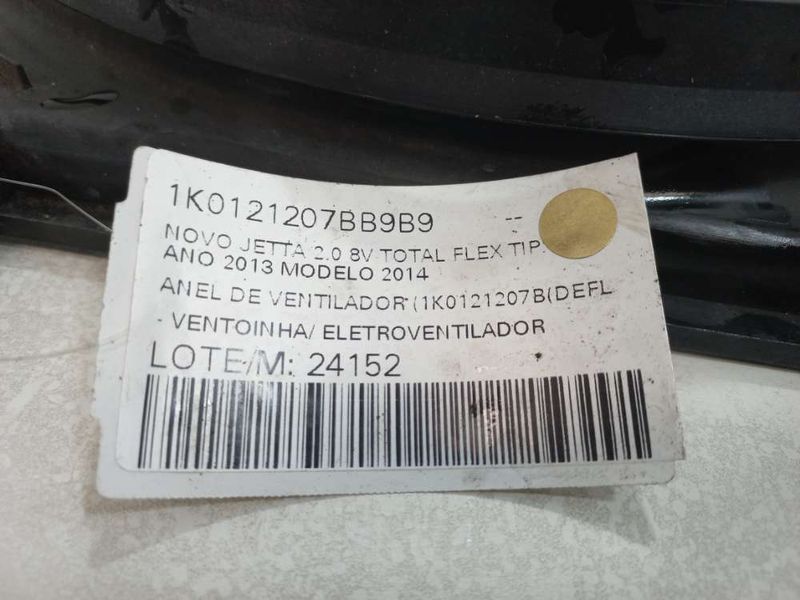 1K0121207BB9B9 --
NOVO JETTA 2.0 8V TOTAL FLEX TIP
ANO 2013 MODELO 2014
ANEL DE VENTILADOR (1K0121207B(DEFL
- VENTOINHA/ ELETROVENTILADOR
LOTE/M: 24152